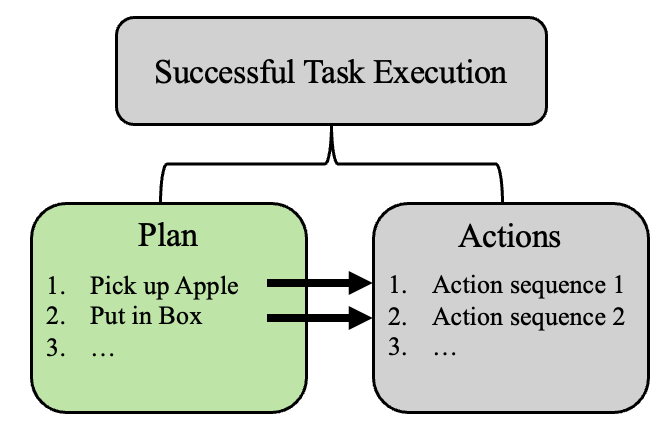 Successful Task Execution
Plan
1. Pick up Apple
2. Put in Box
3. …
Actions
1. Action sequence 1
2. Action sequence 2
3. …